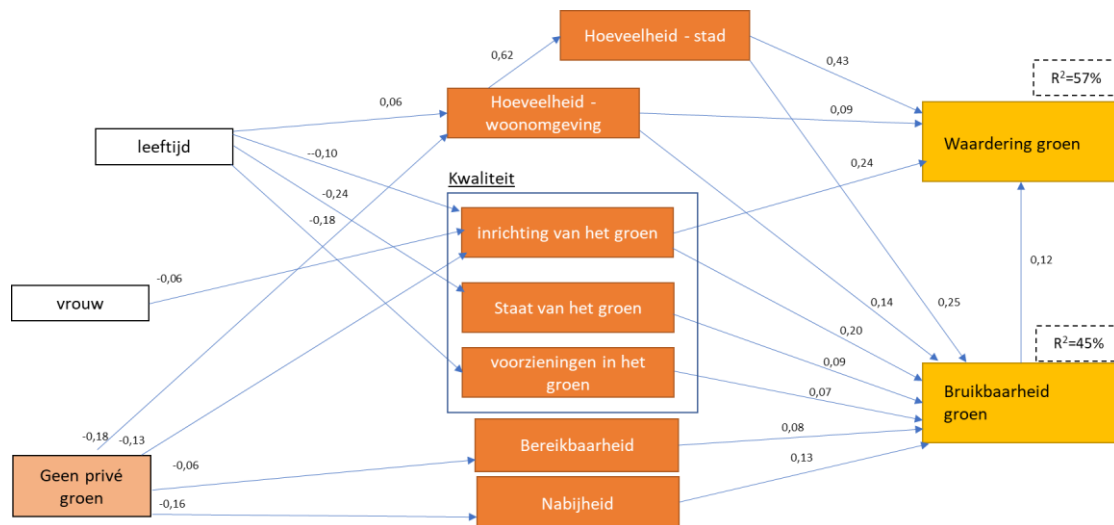 Hoeveelheid - stad
0,62
0,43
R²=57%
0,06
Hoeveelheid -
woonomgeving
0,09
leeftijd
Waardering groen
--0,10
0,24
Kwaliteit
-0,24
-0,18
inrichting van het groen
-0,06
0,12
vrouw
Staat van het groen
0,14
0,25
0,20
R²=45%
voorzieningen in het
groen
0,09
0,07
Bruikbaarheid
groen
-0,18
-0,13
Bereikbaarheid
0,08
-0,06
0,13
Geen privé
groen
-0,16
Nabijheid